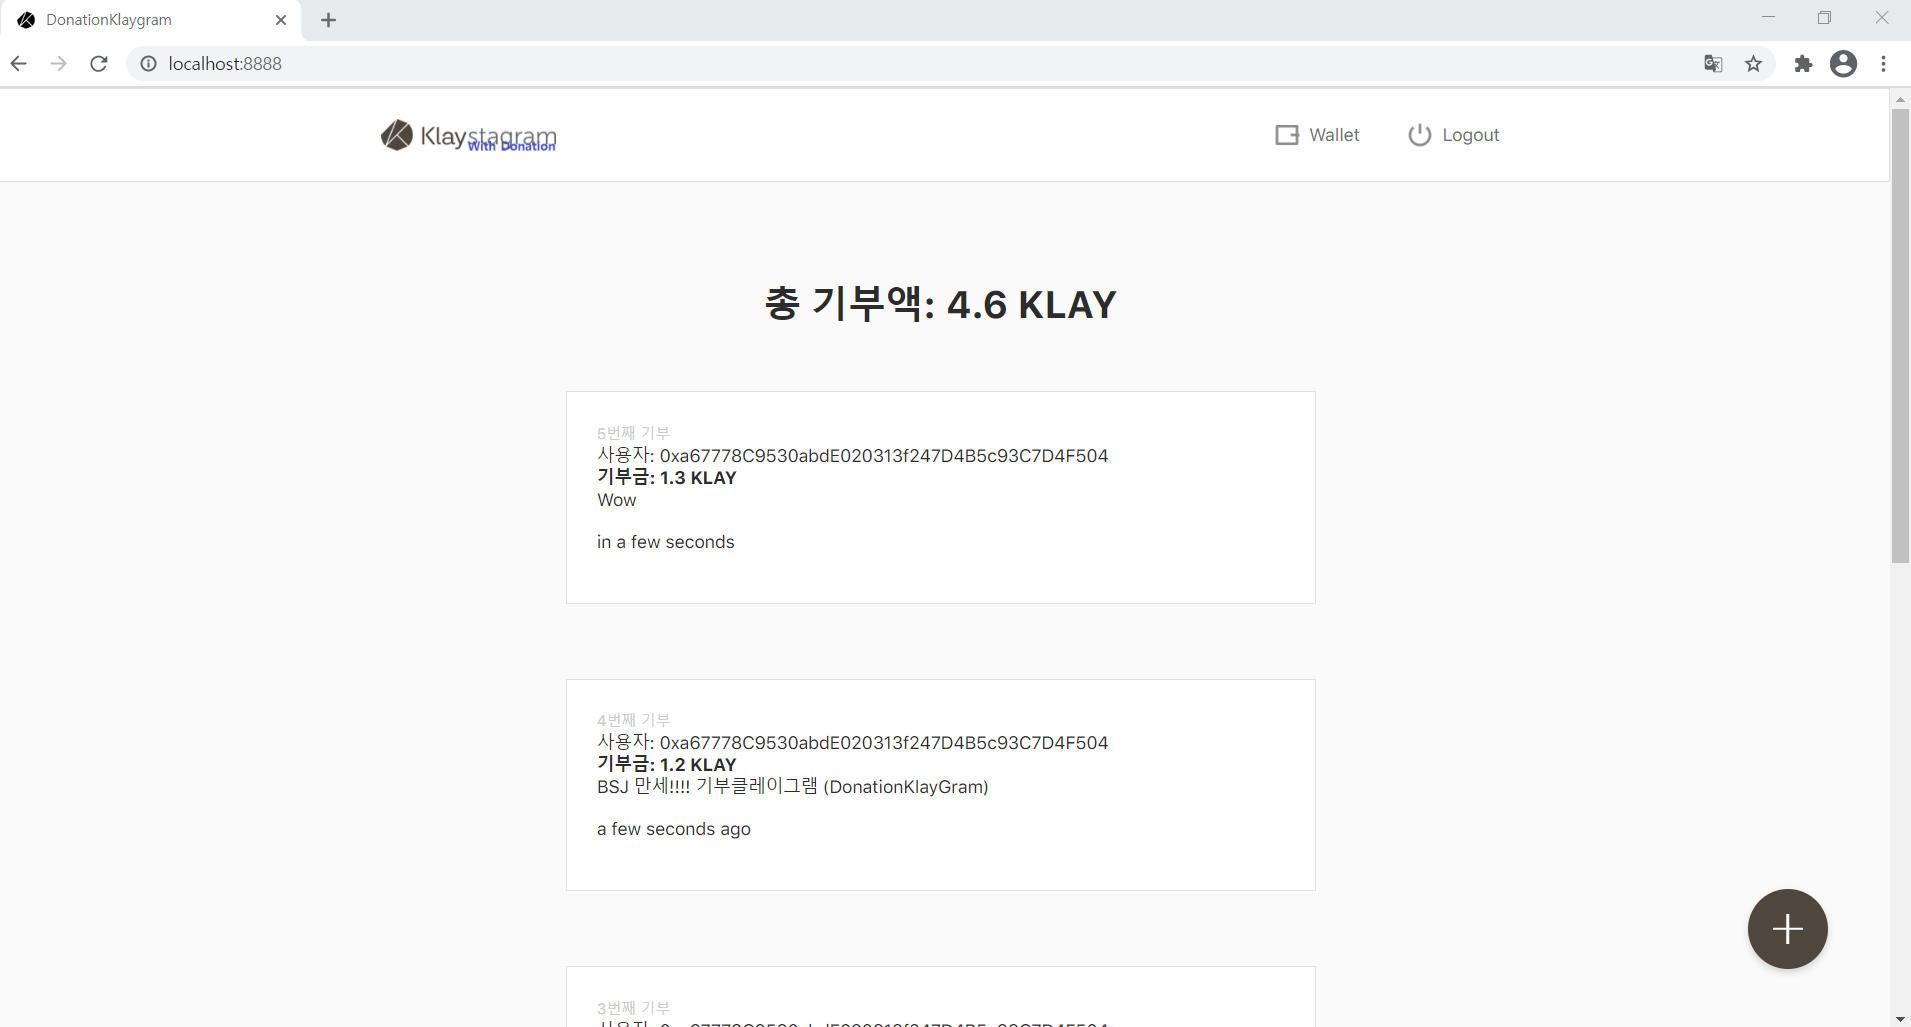 DonationKlaygram
localhost:8888
Klaystagram
With Donation
Wallet
Logout
총 기부액: 4.6 KLAY
5번째 기부
사용자: 0xa67778C9530abdE020313f247D4B5c93C7D4F504
기부금: 1.3 KLAY
Wow
in a few seconds
4번째 기부
사용자: 0xa67778C9530abdE020313f247D4B5c93C7D4F504
기부금: 1.2 KLAY
BSJ 만세!!!! 기부클레이그램 (DonationKlayGram)
a few seconds ago
3번째 기부